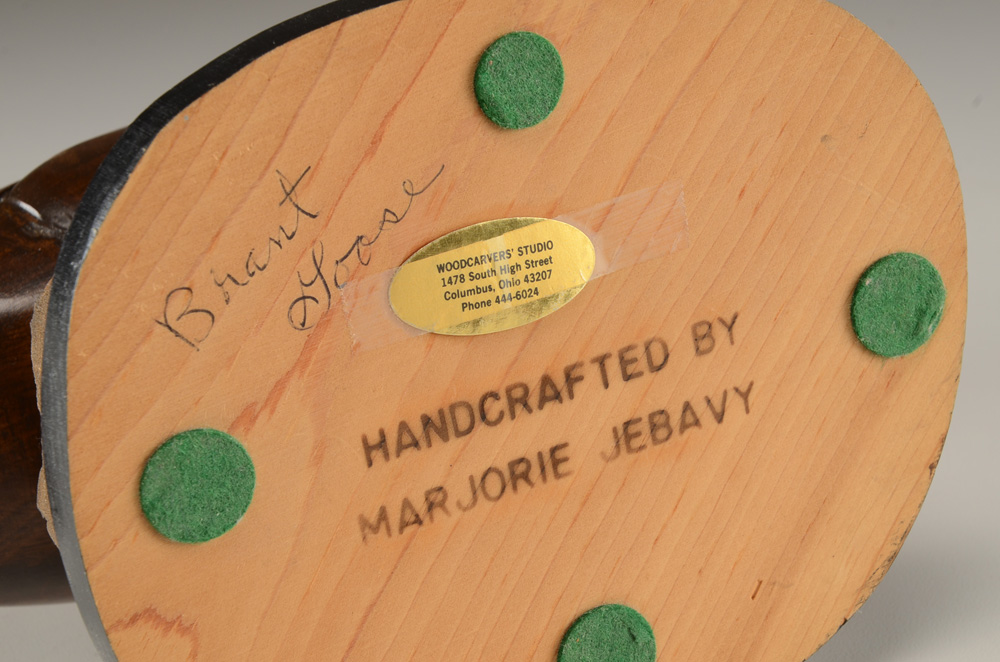 Brant
Goose
WOODCARVERS' STUDIO
1478 South High Street
Columbus, Ohio 43207
Phone 444-6024
HANDCRAFTED BY
MARJORIE JEBAVY